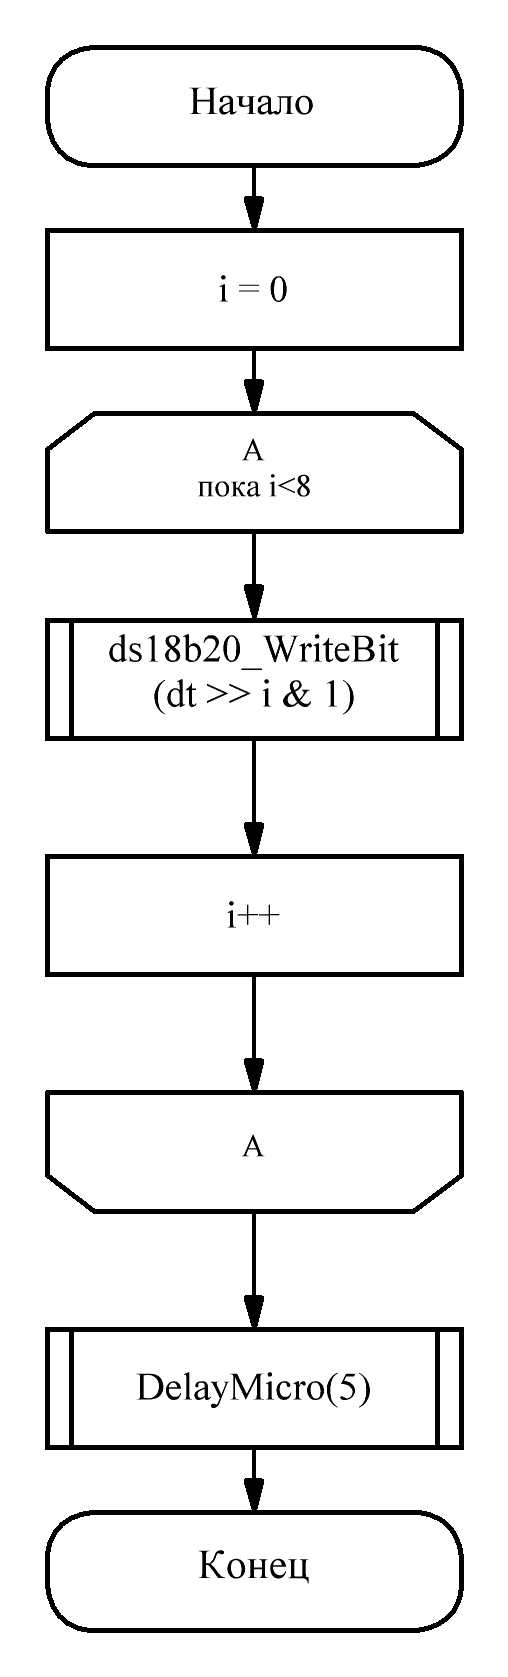 Начало
i = 0
А
пока i<8
ds18b20_WriteBit
(dt >> i & 1)
i++
А
DelayMicro(5)
Конец